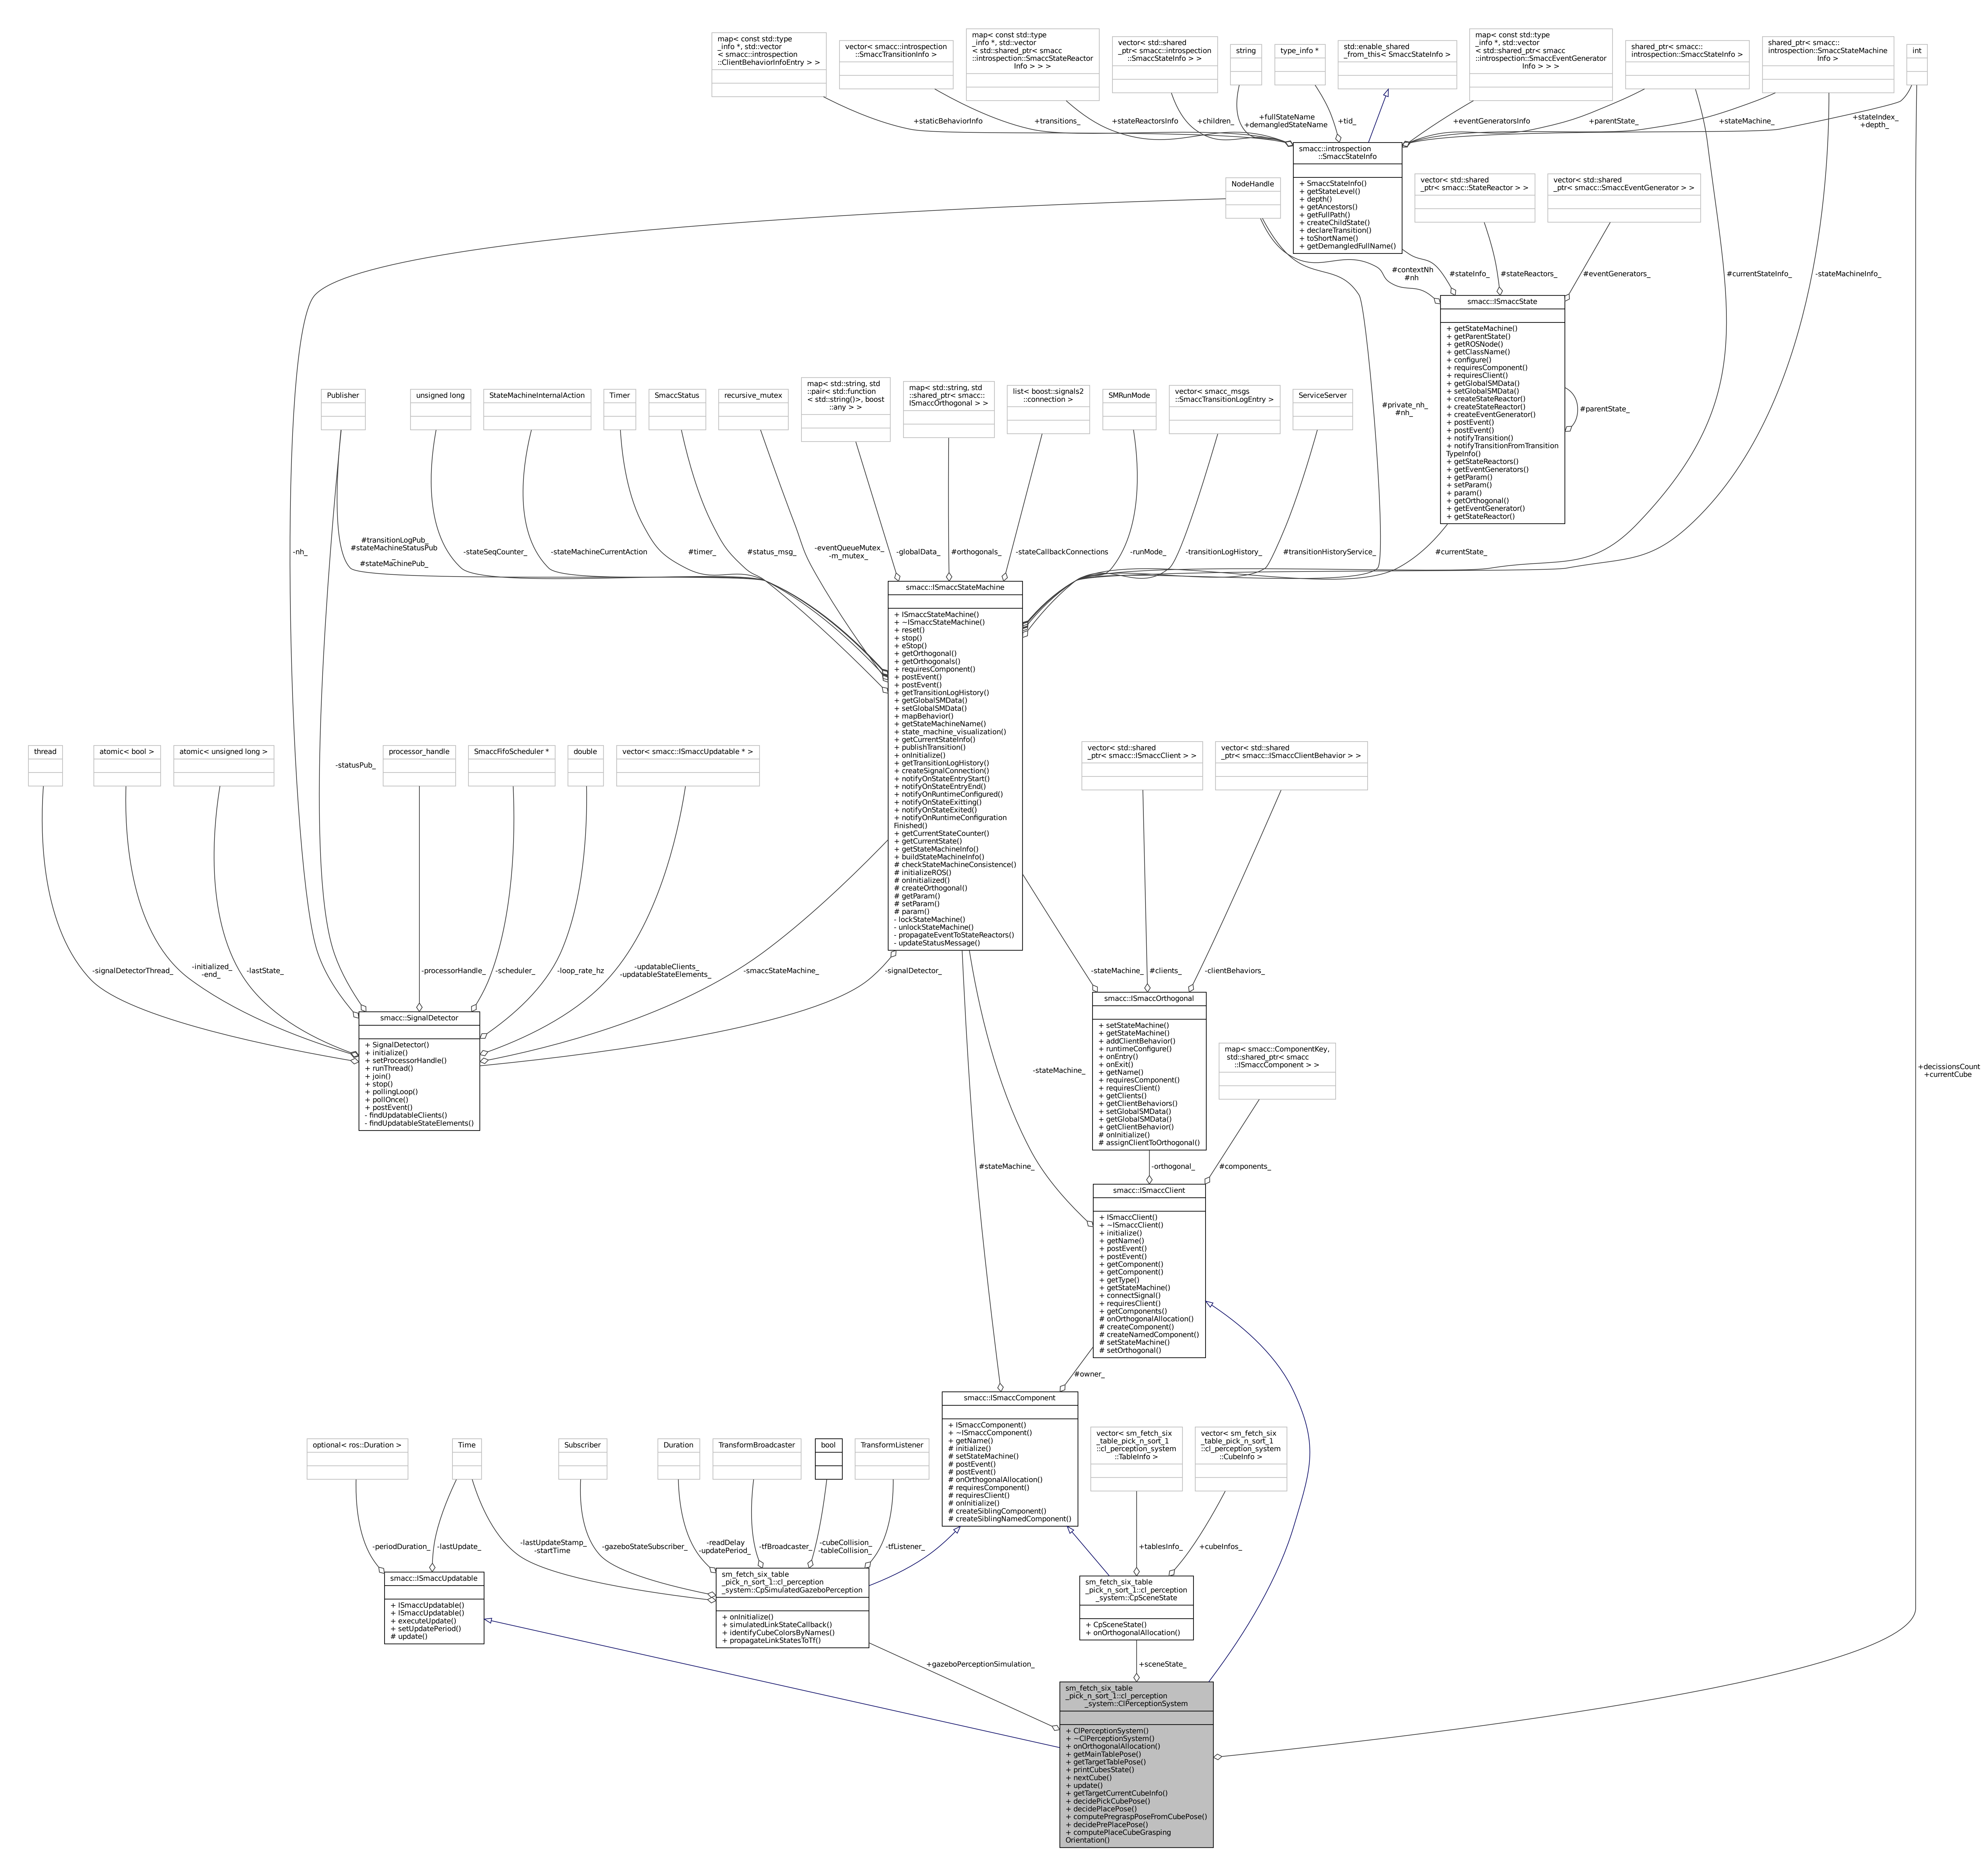 map< const std::type
_info *, std::vector
< smacc::introspection
::ClientBehaviorInfoEntry > >
vector< smacc::introspection
::SmaccTransitionInfo >
map< const std::type
_info *, std::vector
< std::shared_ptr< smacc
::introspection::SmaccStateReactor
Info > > >
vector< std::shared
_ptr< smacc::introspection
::SmaccStateInfo > >
string
type_info *
std::enable_shared
_from_this< SmaccStateInfo >
map< const std::type
_info *, std::vector
< std::shared_ptr< smacc
::introspection::SmaccEventGenerator
Info > > >
shared_ptr< smacc::
introspection::SmaccStateInfo >
shared_ptr< smacc::
introspection::SmaccStateMachine
Info >
int
+staticBehaviorInfo
+transitions_
+stateReactorsInfo
+children_
+fullStateName
+demangledStateName
+tid_
+eventGeneratorsInfo
+parentState_
+stateMachine_
+stateIndex_
+depth_
smacc::introspection
::SmaccStateInfo
+ SmaccStateInfo()
+ getStateLevel()
+ depth()
+ getAncestors()
+ getFullPath()
+ createChildState()
+ declareTransition()
+ toShortName()
+ getDemangledFullName()
NodeHandle
vector< std::shared
_ptr< smacc::StateReactor > >
vector< std::shared
_ptr< smacc::SmaccEventGenerator > >
#contextNh
#nh
#stateInfo_
#stateReactors_
#eventGenerators_
#currentStateInfo_
-stateMachineInfo_
smacc::ISmaccState
+ getStateMachine()
+ getParentState()
+ getROSNode()
+ getClassName()
+ configure()
+ requiresComponent()
+ requiresClient()
+ getGlobalSMData()
+ setGlobalSMData()
+ createStateReactor()
+ createStateReactor()
+ createEventGenerator()
+ postEvent()
+ postEvent()
+ notifyTransition()
+ notifyTransitionFromTransition
TypeInfo()
+ getStateReactors()
+ getEventGenerators()
+ getParam()
+ setParam()
+ param()
+ getOrthogonal()
+ getEventGenerator()
+ getStateReactor()
#parentState_
Publisher
unsigned long
StateMachineInternalAction
Timer
SmaccStatus
recursive_mutex
map< std::string, std
::pair< std::function
< std::string()>, boost
::any > >
map< std::string, std
::shared_ptr< smacc::
ISmaccOrthogonal > >
list< boost::signals2
::connection >
SMRunMode
vector< smacc_msgs
::SmaccTransitionLogEntry >
ServiceServer
#private_nh_
#nh_
-nh_
#transitionLogPub_
#stateMachineStatusPub
_
#stateMachinePub_
-stateSeqCounter_
-stateMachineCurrentAction
#timer_
#status_msg_
-eventQueueMutex_
-m_mutex_
-globalData_
#orthogonals_
-stateCallbackConnections
-runMode_
-transitionLogHistory_
#transitionHistoryService_
#currentState_
smacc::ISmaccStateMachine
+ ISmaccStateMachine()
+ ~ISmaccStateMachine()
+ reset()
+ stop()
+ eStop()
+ getOrthogonal()
+ getOrthogonals()
+ requiresComponent()
+ postEvent()
+ postEvent()
+ getTransitionLogHistory()
+ getGlobalSMData()
+ setGlobalSMData()
+ mapBehavior()
+ getStateMachineName()
+ state_machine_visualization()
+ getCurrentStateInfo()
+ publishTransition()
+ onInitialize()
+ getTransitionLogHistory()
+ createSignalConnection()
+ notifyOnStateEntryStart()
+ notifyOnStateEntryEnd()
+ notifyOnRuntimeConfigured()
+ notifyOnStateExitting()
+ notifyOnStateExited()
+ notifyOnRuntimeConfiguration
Finished()
+ getCurrentStateCounter()
+ getCurrentState()
+ getStateMachineInfo()
+ buildStateMachineInfo()
# checkStateMachineConsistence()
# initializeROS()
# onInitialized()
# createOrthogonal()
# getParam()
# setParam()
# param()
- lockStateMachine()
- unlockStateMachine()
- propagateEventToStateReactors()
- updateStatusMessage()
thread
atomic< bool >
atomic< unsigned long >
-statusPub_
processor_handle
SmaccFifoScheduler *
double
vector< smacc::ISmaccUpdatable * >
vector< std::shared
_ptr< smacc::ISmaccClient > >
vector< std::shared
_ptr< smacc::ISmaccClientBehavior > >
-signalDetectorThread_
-initialized_
-end_
-lastState_
-processorHandle_
-scheduler_
-loop_rate_hz
-updatableClients_
-updatableStateElements_
-smaccStateMachine_
-signalDetector_
-stateMachine_
#clients_
-clientBehaviors_
smacc::SignalDetector
+ SignalDetector()
+ initialize()
+ setProcessorHandle()
+ runThread()
+ join()
+ stop()
+ pollingLoop()
+ pollOnce()
+ postEvent()
- findUpdatableClients()
- findUpdatableStateElements()
smacc::ISmaccOrthogonal
+ setStateMachine()
+ getStateMachine()
+ addClientBehavior()
+ runtimeConfigure()
+ onEntry()
+ onExit()
+ getName()
+ requiresComponent()
+ requiresClient()
+ getClients()
+ getClientBehaviors()
+ setGlobalSMData()
+ getGlobalSMData()
+ getClientBehavior()
# onInitialize()
# assignClientToOrthogonal()
map< smacc::ComponentKey,
std::shared_ptr< smacc
::ISmaccComponent > >
-stateMachine_
+decissionsCount
+currentCube
#stateMachine_
-orthogonal_
#components_
smacc::ISmaccClient
+ ISmaccClient()
+ ~ISmaccClient()
+ initialize()
+ getName()
+ postEvent()
+ postEvent()
+ getComponent()
+ getComponent()
+ getType()
+ getStateMachine()
+ connectSignal()
+ requiresClient()
+ getComponents()
# onOrthogonalAllocation()
# createComponent()
# createNamedComponent()
# setStateMachine()
# setOrthogonal()
#owner_
smacc::ISmaccComponent
+ ISmaccComponent()
+ ~ISmaccComponent()
+ getName()
# initialize()
# setStateMachine()
# postEvent()
# postEvent()
# onOrthogonalAllocation()
# requiresComponent()
# requiresClient()
# onInitialize()
# createSiblingComponent()
# createSiblingNamedComponent()
optional< ros::Duration >
Time
Subscriber
Duration
TransformBroadcaster
bool
TransformListener
vector< sm_fetch_six
_table_pick_n_sort_1
::cl_perception_system
::TableInfo >
vector< sm_fetch_six
_table_pick_n_sort_1
::cl_perception_system
::CubeInfo >
-periodDuration_
-lastUpdate_
-lastUpdateStamp_
-startTime
-gazeboStateSubscriber_
-readDelay
-updatePeriod_
-tfBroadcaster_
-cubeCollision_
-tableCollision_
-tfListener_
+tablesInfo_
+cubeInfos_
smacc::ISmaccUpdatable
+ ISmaccUpdatable()
+ ISmaccUpdatable()
+ executeUpdate()
+ setUpdatePeriod()
# update()
sm_fetch_six_table
_pick_n_sort_1::cl_perception
_system::CpSimulatedGazeboPerception
+ onInitialize()
+ simulatedLinkStateCallback()
+ identifyCubeColorsByNames()
+ propagateLinkStatesToTf()
sm_fetch_six_table
_pick_n_sort_1::cl_perception
_system::CpSceneState
+ CpSceneState()
+ onOrthogonalAllocation()
+gazeboPerceptionSimulation_
+sceneState_
sm_fetch_six_table
_pick_n_sort_1::cl_perception
_system::ClPerceptionSystem
+ ClPerceptionSystem()
+ ~ClPerceptionSystem()
+ onOrthogonalAllocation()
+ getMainTablePose()
+ getTargetTablePose()
+ printCubesState()
+ nextCube()
+ update()
+ getTargetCurrentCubeInfo()
+ decidePickCubePose()
+ decidePlacePose()
+ computePregraspPoseFromCubePose()
+ decidePrePlacePose()
+ computePlaceCubeGrasping
Orientation()